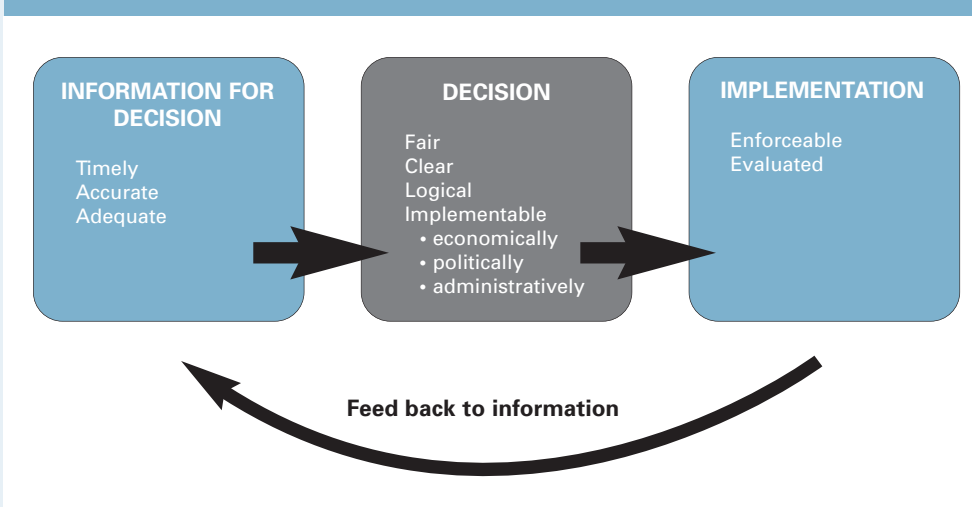 INFORMATION FOR
DECISION
Timely
Accurate
Adequate
DECISION
Fair
Clear
Logical
Implementable
• economically
• politically
• administratively
IMPLEMENTATION
Enforceable
Evaluated
Feed back to information